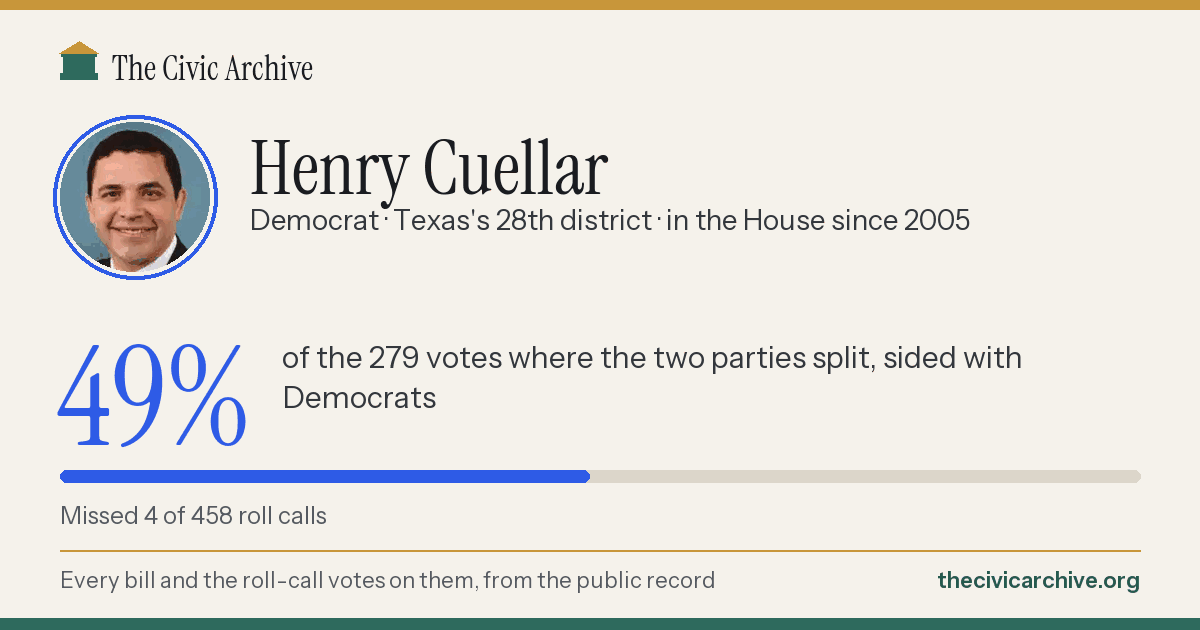 The Civic Archive
Henry Cuellar
Democrat · Texas's 28th district · in the House since 2005
49%
of the 279 votes where the two parties split, sided with
Democrats
Missed 4 of 458 roll calls
Every bill and the roll-call votes on them, from the public record
thecivicarchive.org